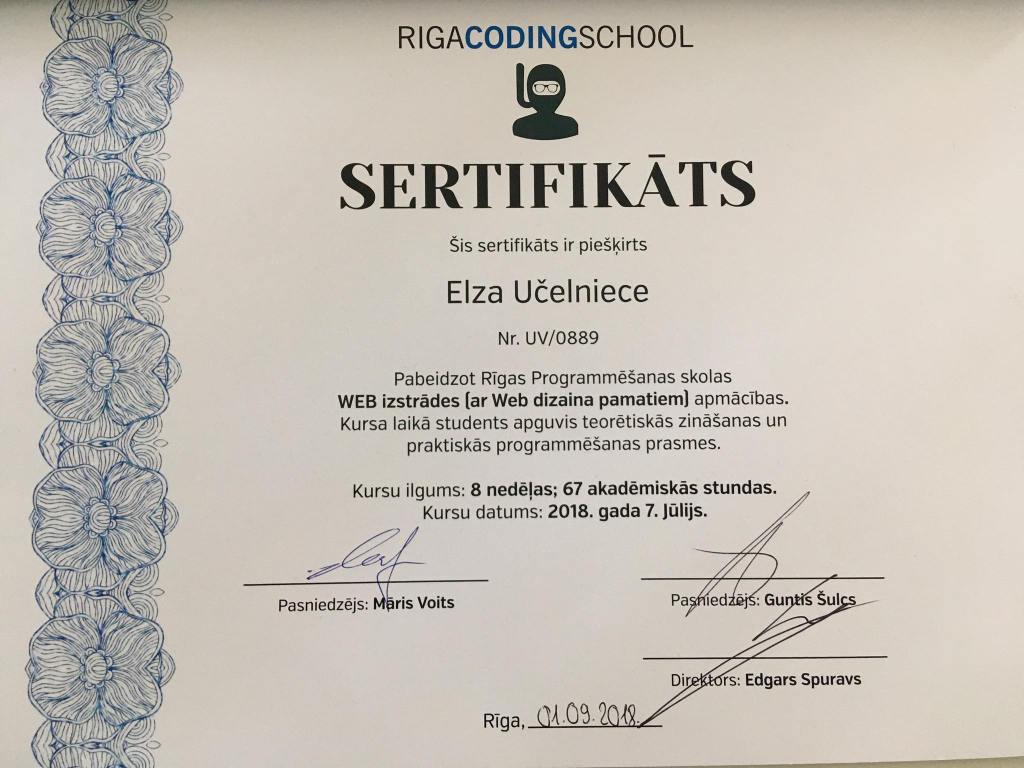 RIGACODINGSCHOOL
SERTIFIKĀTS
Šis sertifikāts ir piešķirts
Elza Učelniece
Nr. UV/0889
Pabeidzot Rīgas Programmēšanas skolas
WEB izstrādes (ar Web dizaina pamatiem) apmācības.
Kursa laikā students apguvis teorētiskās zināšanas un
praktiskās programmēšanas prasmes.
Kursu ilgums: 8 nedēļas; 67 akadēmiskās stundas.
Kursu datums: 2018. gada 7. Jūlijs.
Pasniedzējs: Māris Voits
Pasniedzējs: Guntis Šulcs
Direktors: Edgars Spuravs
Rīga, 01.09.2018.